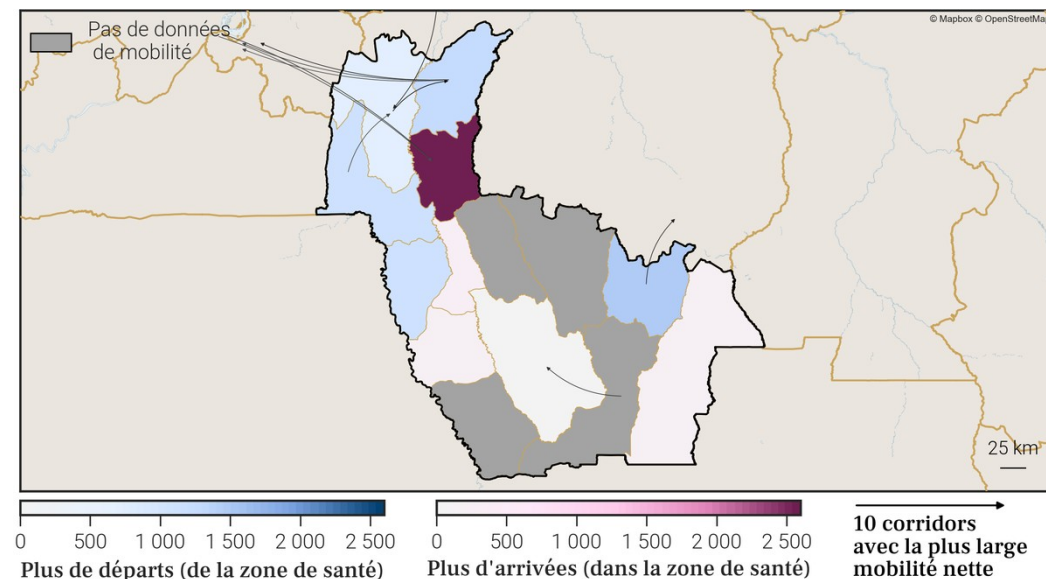 © Mapbox © OpenStreetMa
Pas de données
de mobilité
25 km
0 500 1 000 1 500 2 000 2 500
Plus de départs (de la zone de santé)
0 500 1 000 1 500 2 000 2 500
Plus d'arrivées (dans la zone de santé)
10 corridors
avec la plus large
mobilité nette